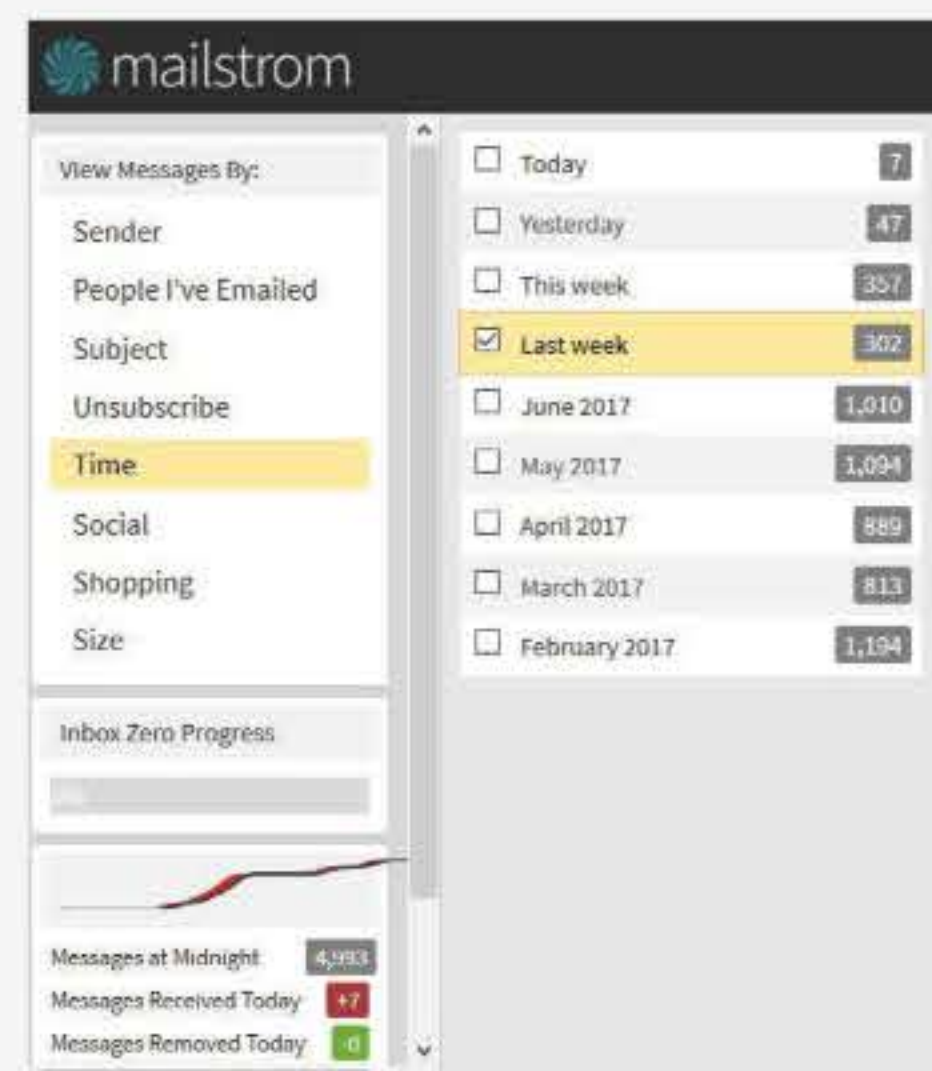 mailstrom
View Messages By:
Sender
People I've Emailed
Subject
Unsubscribe
Time
Social
Shopping
Size
Inbox Zero Progress
Messages at Midnight 4,993
Messages Received Today +7
Messages Removed Today -0
Today 7
Yesterday 47
This week 357
Last week 302
June 2017 1,010
May 2017 1,094
April 2017 889
March 2017 813
February 2017 1,194